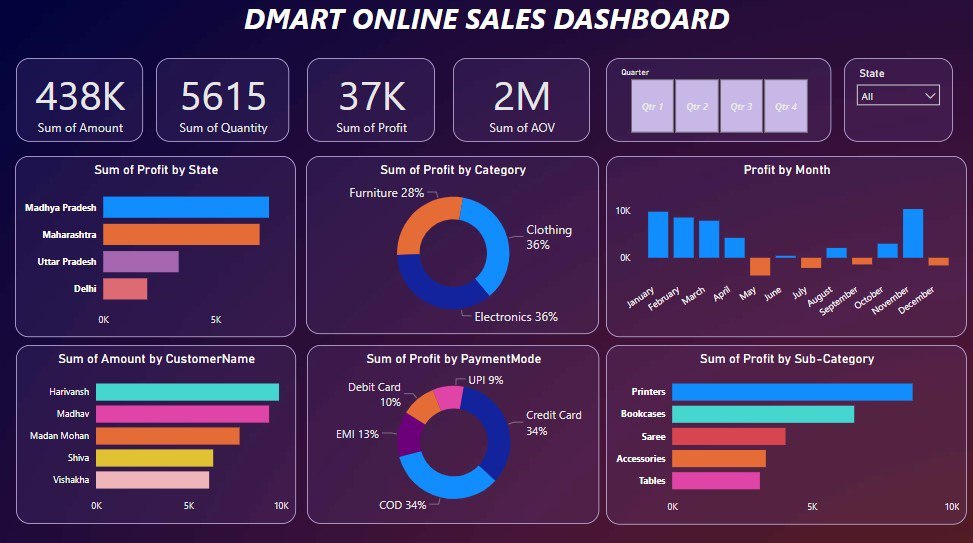 DMART ONLINE SALES DASHBOARD
438K
Sum of Amount
5615
Sum of Quantity
37K
Sum of Profit
2M
Sum of AOV
Quarter
Qtr 1
Qtr 2
Qtr 3
Qtr 4
State
All
Sum of Profit by State
Madhya Pradesh
Maharashtra
Uttar Pradesh
Delhi
0K
5K
Sum of Profit by Category
Furniture 28%
Clothing
36%
Electronics 36%
Profit by Month
10K
0K
January
February
March
April
May
June
July
August
September
October
November
December
Sum of Amount by CustomerName
Harivansh
Madhav
Madan Mohan
Shiva
Vishakha
0K
5K
10K
Sum of Profit by PaymentMode
UPI 9%
Debit Card
10%
EMI 13%
Credit Card
34%
COD 34%
Sum of Profit by Sub-Category
Printers
Bookcases
Saree
Accessories
Tables
0K
5K
10K